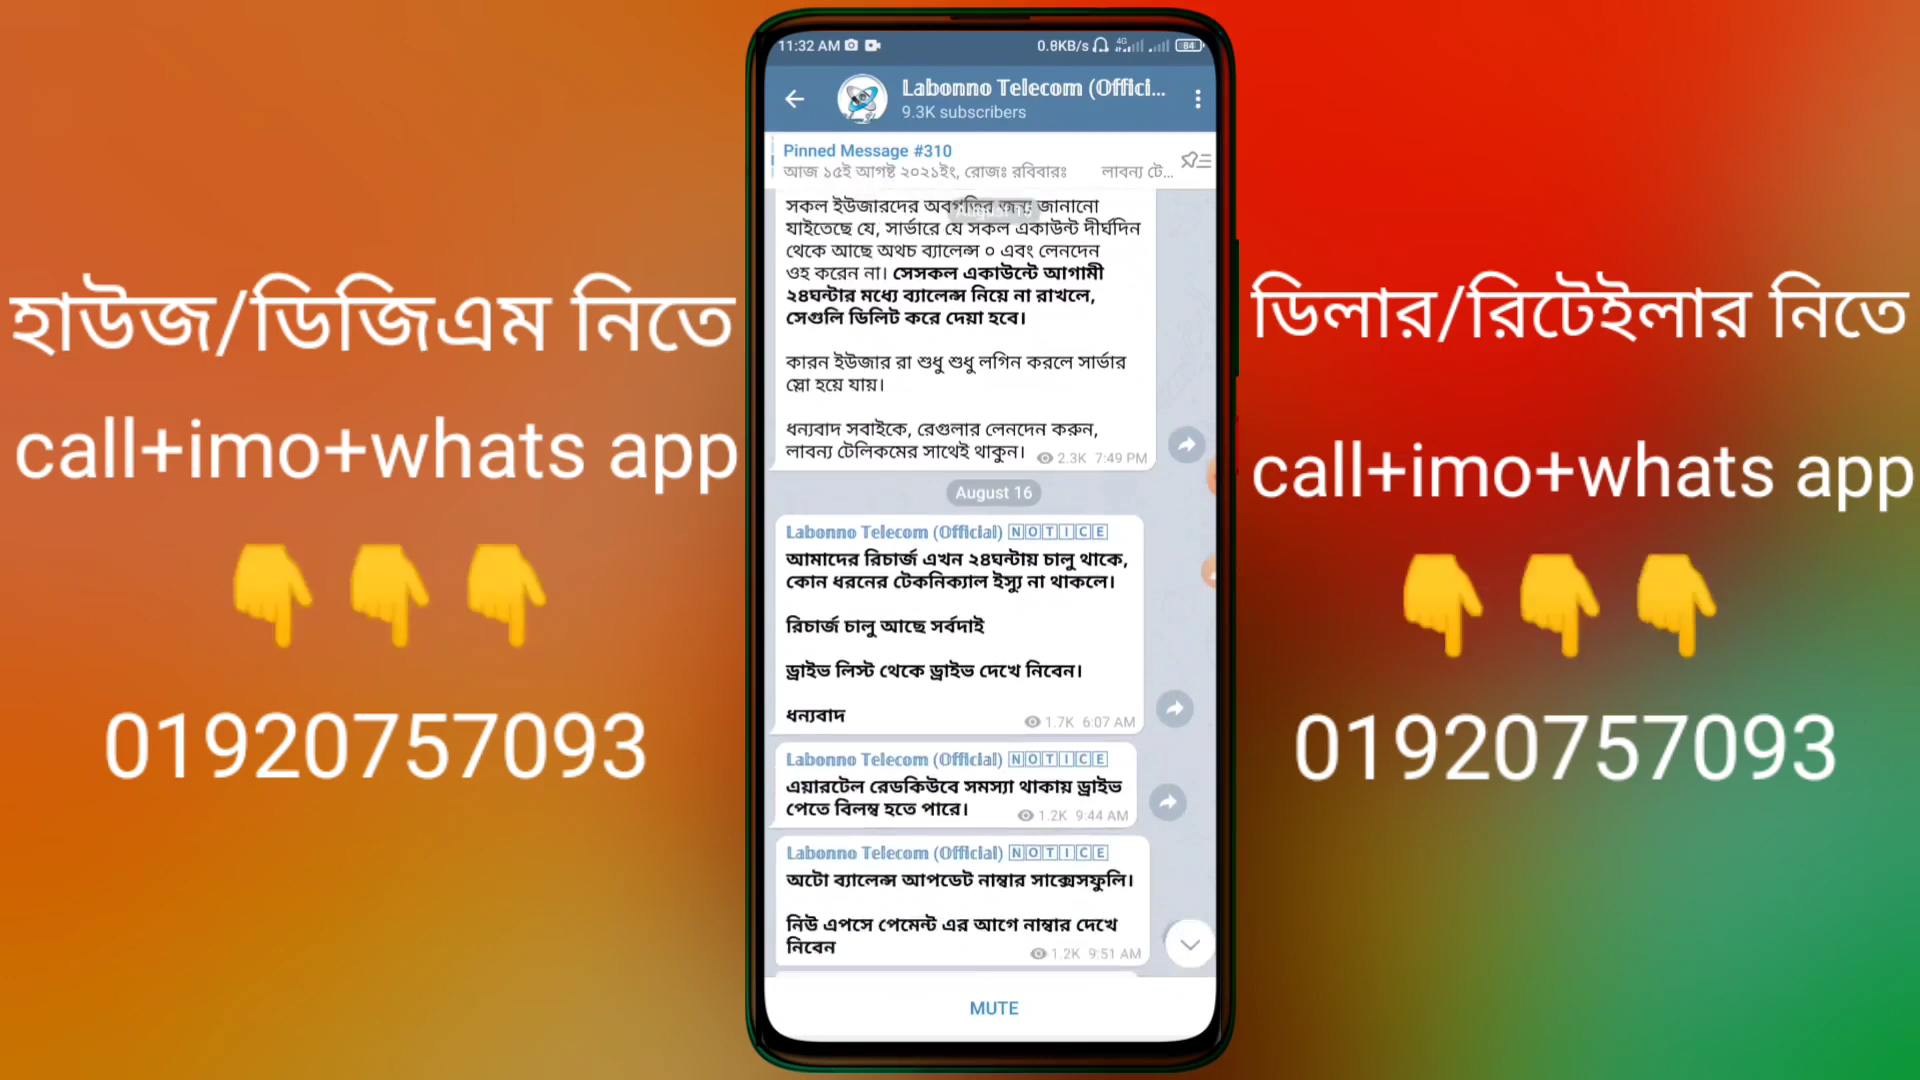 হাউজ/ডিজিএম নিতে
call+imo+whats app
👇 👇 👇
01920757093
11:32 AM
0.8KB/s 4G 84
Labonno Telecom (Offici...
9.3K subscribers
Pinned Message #310
আজ ১৫ই আগষ্ট ২০২১ইং, রোজঃ রবিবারঃ লাবন্য টে...
August 15
সকল ইউজারদের অবগতির জন্য জানানো
যাইতেছে যে, সার্ভারে যে সকল একাউন্ট দীর্ঘদিন
থেকে আছে অথচ ব্যালেন্স ০ এবং লেনদেন
ওহ করেন না। সেসকল একাউন্টে আগামী
২৪ঘন্টার মধ্যে ব্যালেন্স নিয়ে না রাখলে,
সেগুলি ডিলিট করে দেয়া হবে।
কারন ইউজার রা শুধু শুধু লগিন করলে সার্ভার
স্লো হয়ে যায়।
ধন্যবাদ সবাইকে, রেগুলার লেনদেন করুন,
লাবন্য টেলিকমের সাথেই থাকুন। 2.3K 7:49 PM
August 16
Labonno Telecom (Official) NOTICE
আমাদের রিচার্জ এখন ২৪ঘন্টায় চালু থাকে,
কোন ধরনের টেকনিক্যাল ইস্যু না থাকলে।
রিচার্জ চালু আছে সর্বদাই
ড্রাইভ লিস্ট থেকে ড্রাইভ দেখে নিবেন।
ধন্যবাদ 1.7K 6:07 AM
Labonno Telecom (Official) NOTICE
এয়ারটেল রেডকিউবে সমস্যা থাকায় ড্রাইভ
পেতে বিলম্ব হতে পারে। 1.2K 9:44 AM
Labonno Telecom (Official) NOTICE
অটো ব্যালেন্স আপডেট নাম্বার সাক্সেসফুলি।
নিউ এপসে পেমেন্ট এর আগে নাম্বার দেখে
নিবেন 1.2K 9:51 AM
MUTE
ডিলার/রিটেইলার নিতে
call+imo+whats app
👇 👇 👇
01920757093